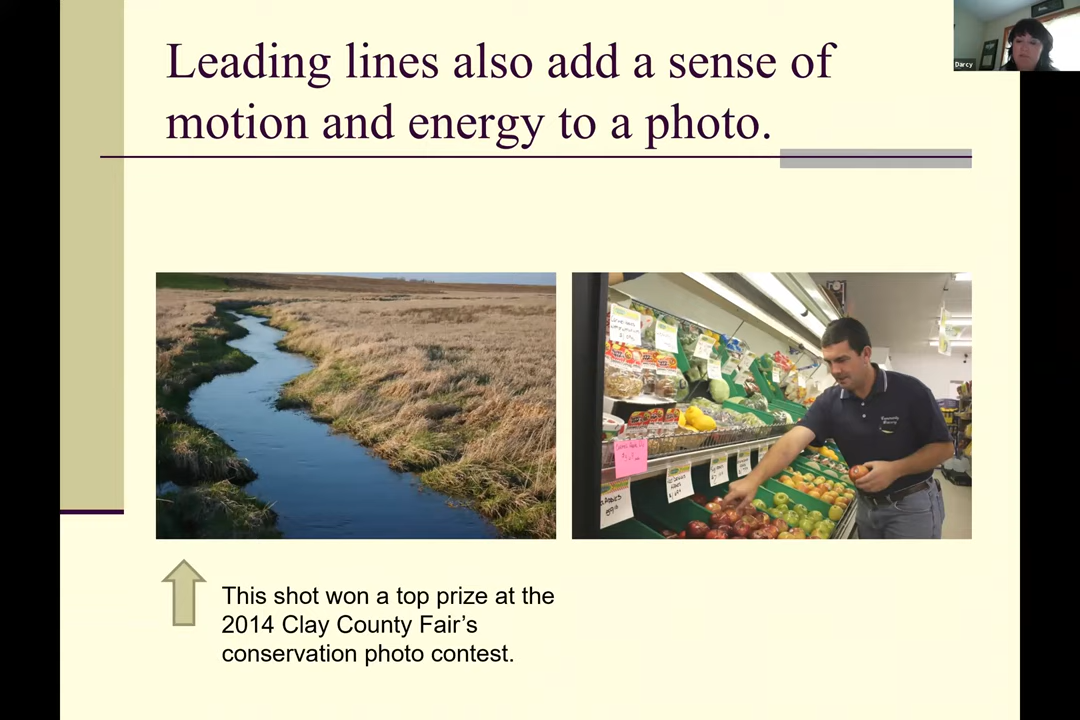 Leading lines also add a sense of
motion and energy to a photo.
Darcy
This shot won a top prize at the
2014 Clay County Fair’s
conservation photo contest.